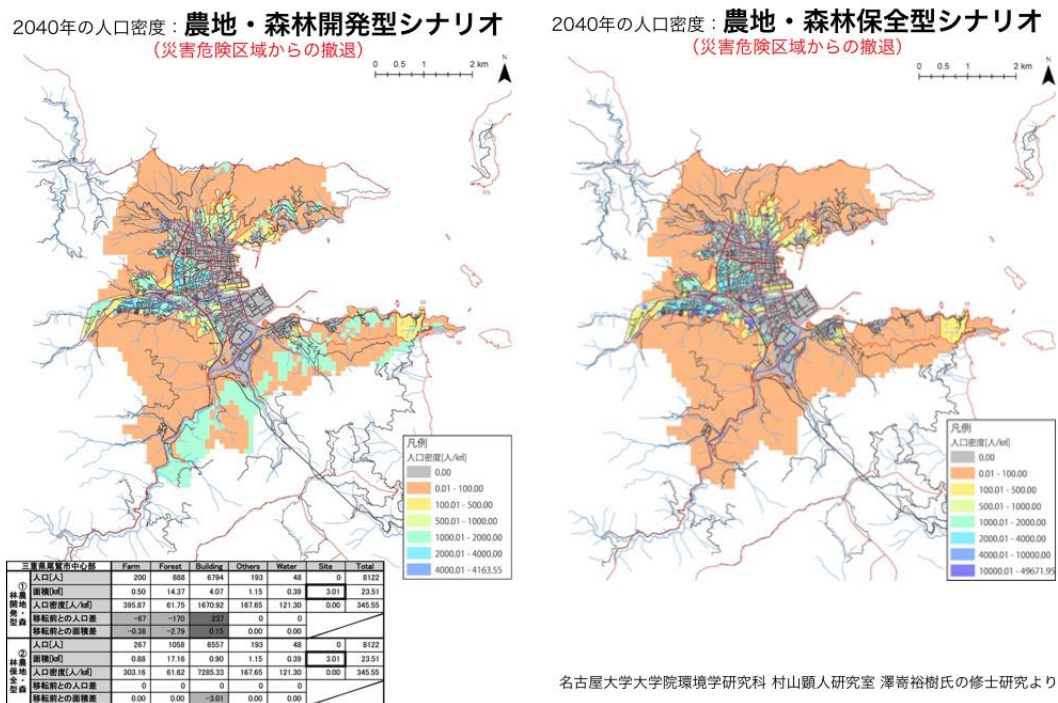 2040年の人口密度：農地・森林開発型シナリオ
（災害危険区域からの撤退）
0 0.5 1 2 km
N
凡例
人口密度[人/k㎡]
0.00
0.01 - 100.00
100.01 - 500.00
500.01 - 1000.00
1000.01 - 2000.00
2000.01 - 4000.00
4000.01 - 4163.55
2040年の人口密度：農地・森林保全型シナリオ
（災害危険区域からの撤退）
0 0.5 1 2 km
N
凡例
人口密度[人/k㎡]
0.00
0.01 - 100.00
100.01 - 500.00
500.01 - 1000.00
1000.01 - 2000.00
2000.01 - 4000.00
4000.01 - 10000.00
10000.01 - 49671.95
三重県尾鷲市中心部 Farm Forest Building Others Water Site Total
①農地・森林開発型
人口[人] 200 888 6794 193 48 0 8122
面積[k㎡] 0.50 14.37 4.07 1.15 0.39 3.01 23.51
人口密度[人/k㎡] 395.87 61.75 1670.92 167.65 121.30 0.00 345.55
移転前との人口差 -67 -170 237 0 0
移転前との面積差 -0.38 -2.79 0.15 0.00 0.00
②農地・森林保全型
人口[人] 267 1058 6557 193 48 0 8122
面積[k㎡] 0.88 17.16 0.90 1.15 0.39 3.01 23.51
人口密度[人/k㎡] 303.16 61.62 7285.33 167.65 121.30 0.00 345.55
移転前との人口差 0 0 0 0 0
移転前との面積差 0.00 0.00 -3.01 0.00 0.00
名古屋大学大学院環境学研究科 村山顕人研究室 澤嵜裕樹氏の修士研究より